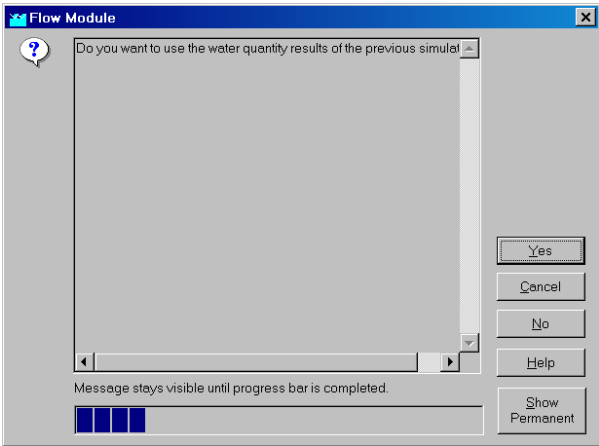 Flow Module
Do you want to use the water quantity results of the previous simulat
Yes
Cancel
No
Help
Show
Permanent
Message stays visible until progress bar is completed.